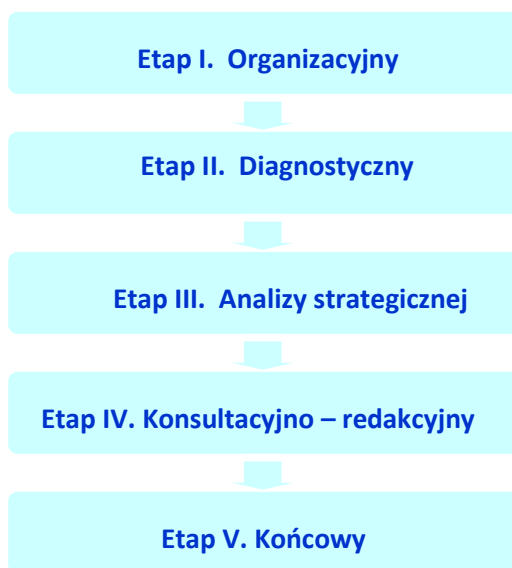 Etap I. Organizacyjny
Etap II. Diagnostyczny
Etap III. Analizy strategicznej
Etap IV. Konsultacyjno – redakcyjny
Etap V. Końcowy